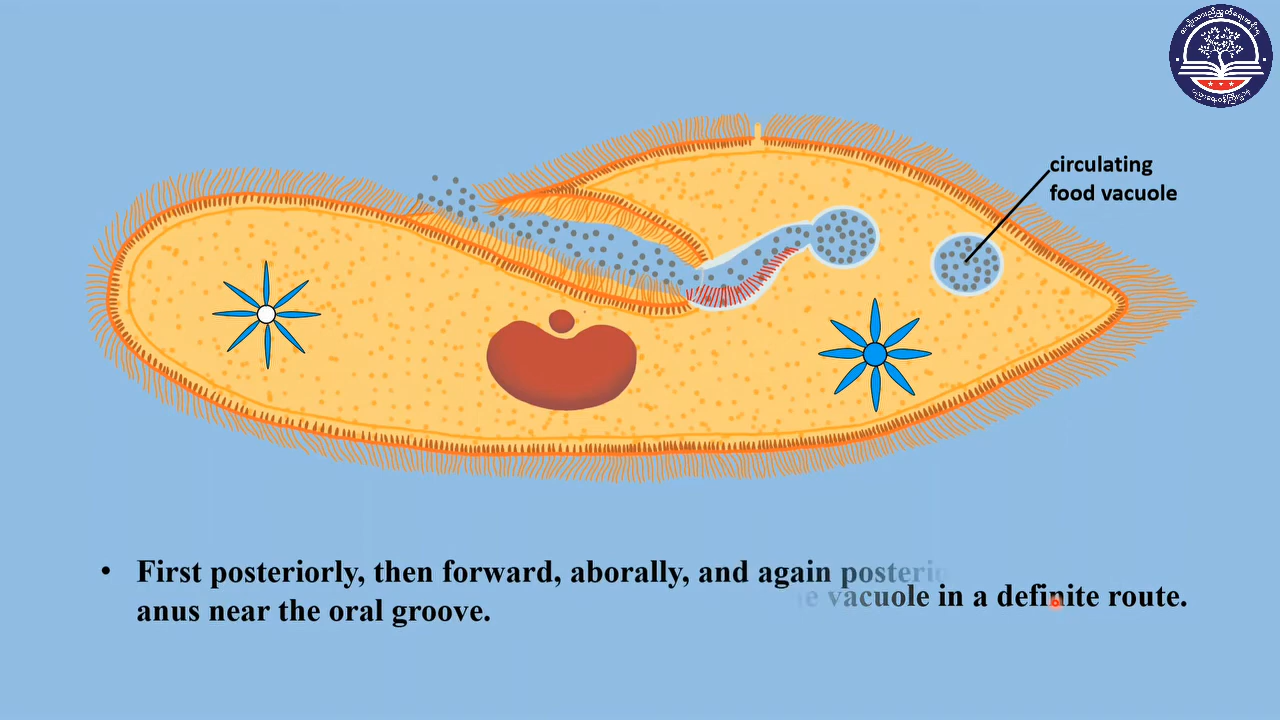 circulating
food vacuole
• First posteriorly, then forward, aborally, and again
vacuole in a definite route.
anus near the oral groove.